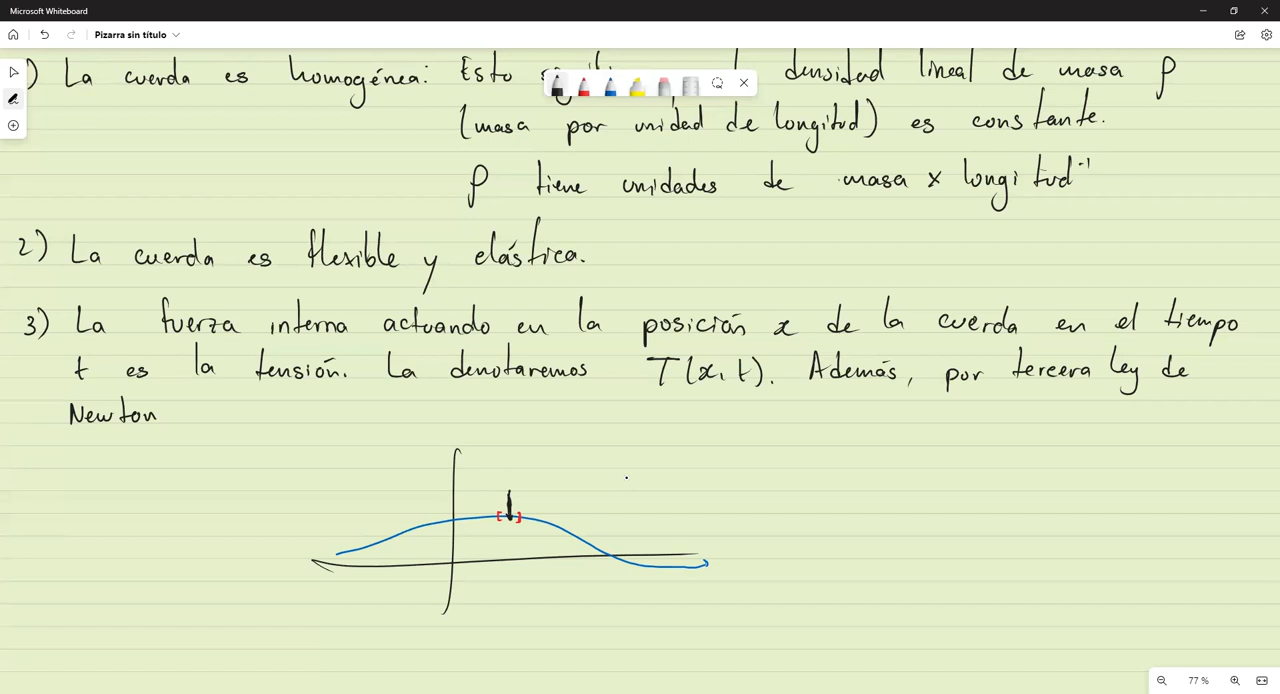 Microsoft Whiteboard
Pizarra sin título
) La cuerda es homogénea: Esto densidad lineal de masa ρ
(masa por unidad de longitud) es constante.
ρ tiene unidades de masa × longitud⁻¹
2) La cuerda es flexible y elástica.
3) La fuerza interna actuando en la posición x de la cuerda en el tiempo
t es la tensión. La denotaremos T(x,t). Además, por tercera ley de
Newton
[ ]
77 %